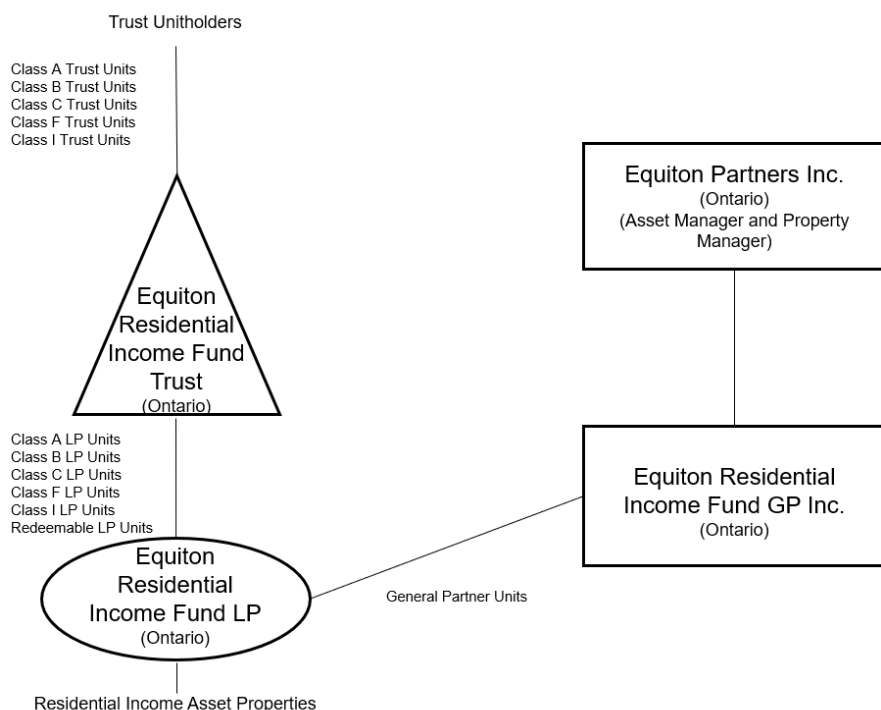 Trust Unitholders
Class A Trust Units
Class B Trust Units
Class C Trust Units
Class F Trust Units
Class I Trust Units
Equiton Partners Inc.
(Ontario)
(Asset Manager and Property
Manager)
Equiton
Residential
Income Fund
Trust
(Ontario)
Class A LP Units
Class B LP Units
Class C LP Units
Class F LP Units
Class I LP Units
Redeemable LP Units
Equiton Residential
Income Fund GP Inc.
(Ontario)
Equiton
Residential
Income Fund LP
(Ontario)
General Partner Units
Residential Income Asset Properties